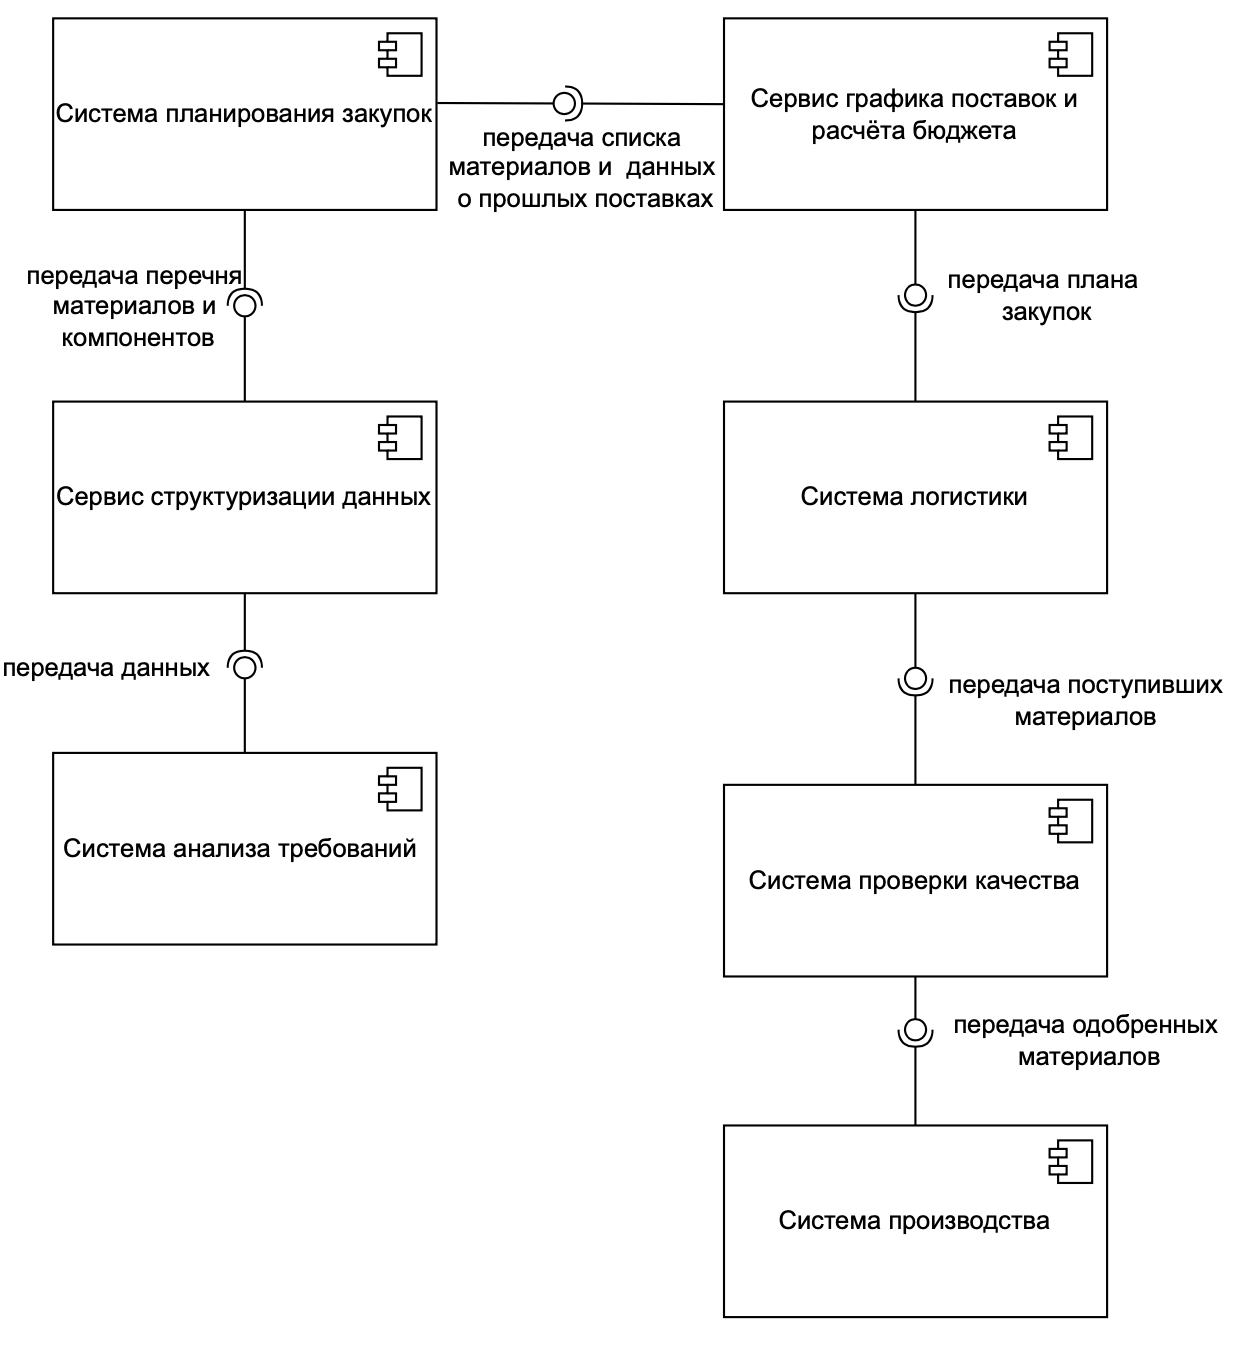 Система планирования закупок
передача списка
материалов и данных
о прошлых поставках
Сервис графика поставок и
расчёта бюджета
передача перечня
материалов и
компонентов
передача плана
закупок
Сервис структуризации данных
Система логистики
передача данных
передача поступивших
материалов
Система анализа требований
Система проверки качества
передача одобренных
материалов
Система производства